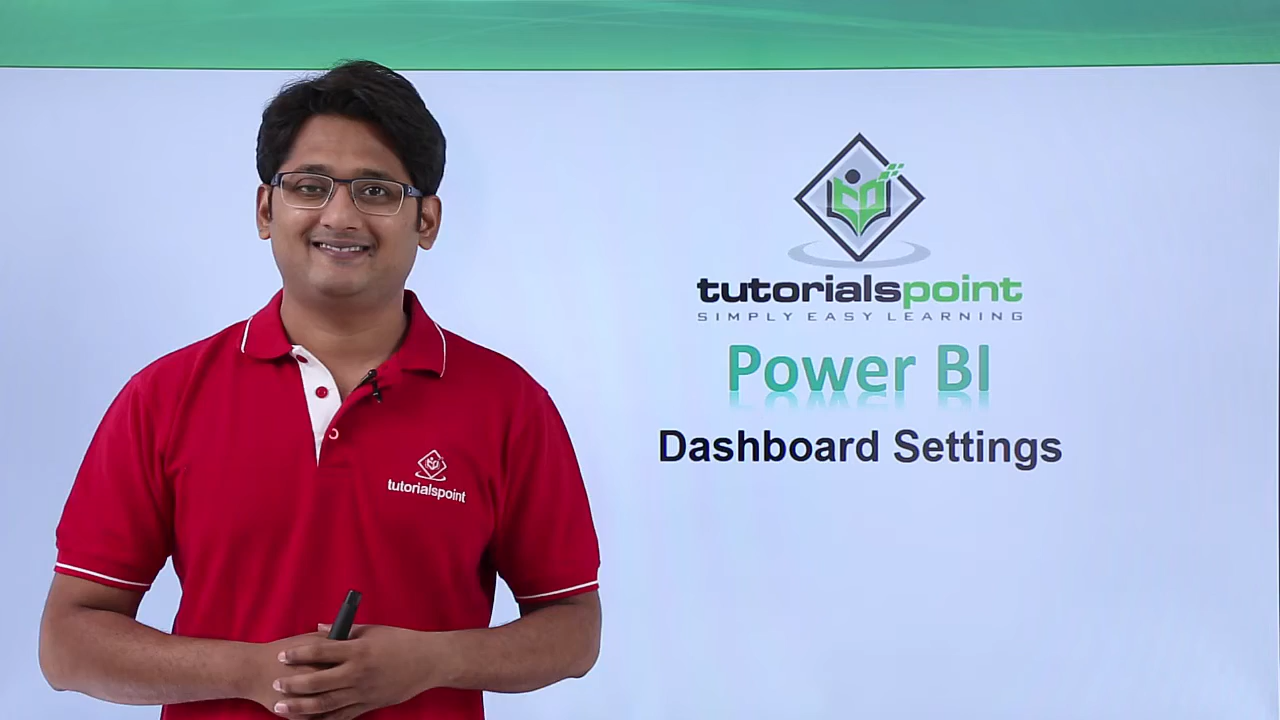 tutorialspoint
SIMPLY EASY LEARNING
Power BI
Dashboard Settings
tutorialspoint